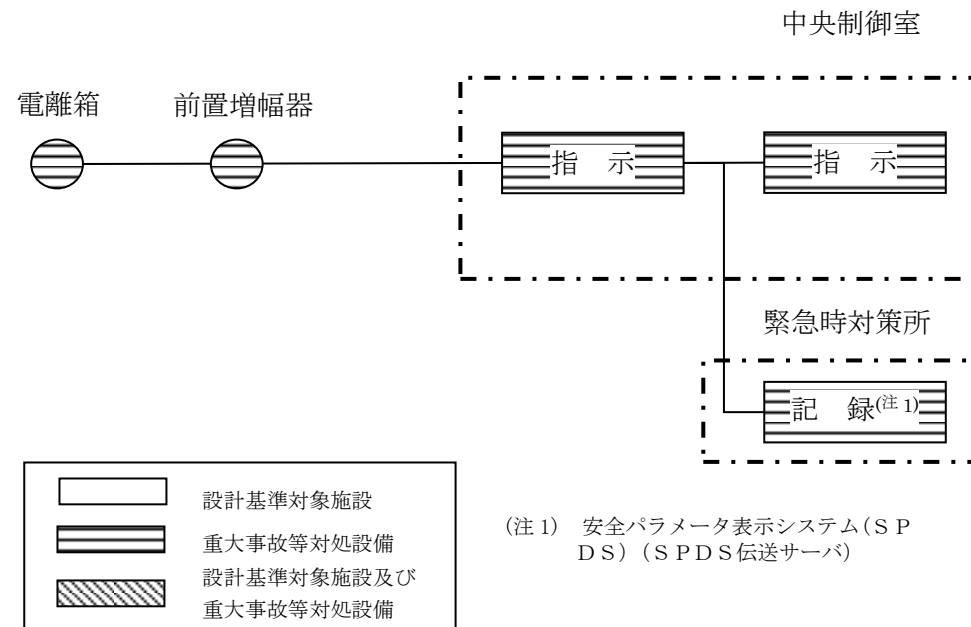 中央制御室
電離箱
前置増幅器
指 示
指 示
緊急時対策所
記 録(注 1)
設計基準対象施設
重大事故等対処設備
設計基準対象施設及び
重大事故等対処設備
(注 1) 安全パラメータ表示システム(SP
DS)(SPDS伝送サーバ)